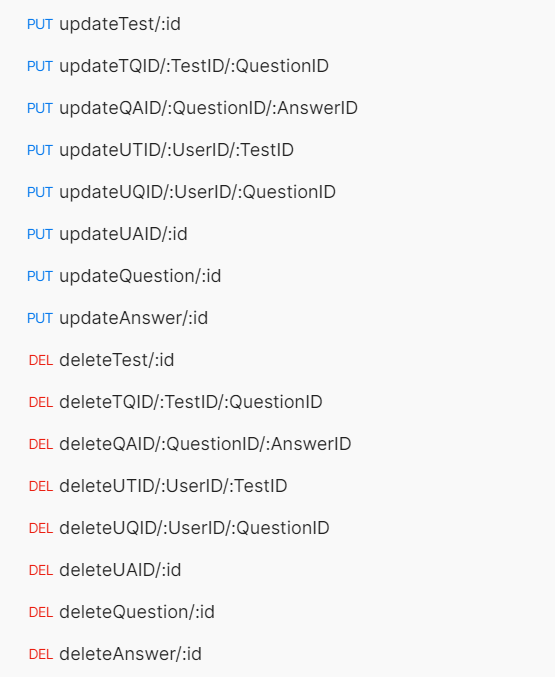 PUT updateTest/:id
PUT updateTQID/:TestID/:QuestionID
PUT updateQAID/:QuestionID/:AnswerID
PUT updateUTID/:UserID/:TestID
PUT updateUQID/:UserID/:QuestionID
PUT updateUAID/:id
PUT updateQuestion/:id
PUT updateAnswer/:id
DEL deleteTest/:id
DEL deleteTQID/:TestID/:QuestionID
DEL deleteQAID/:QuestionID/:AnswerID
DEL deleteUTID/:UserID/:TestID
DEL deleteUQID/:UserID/:QuestionID
DEL deleteUAID/:id
DEL deleteQuestion/:id
DEL deleteAnswer/:id